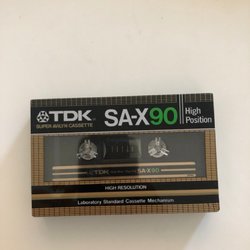 TDK SA-X90 High Position
SUPER AVILYN CASSETTE
TDK SA-X90
HIGH RESOLUTION
Laboratory Standard Cassette Mechanism